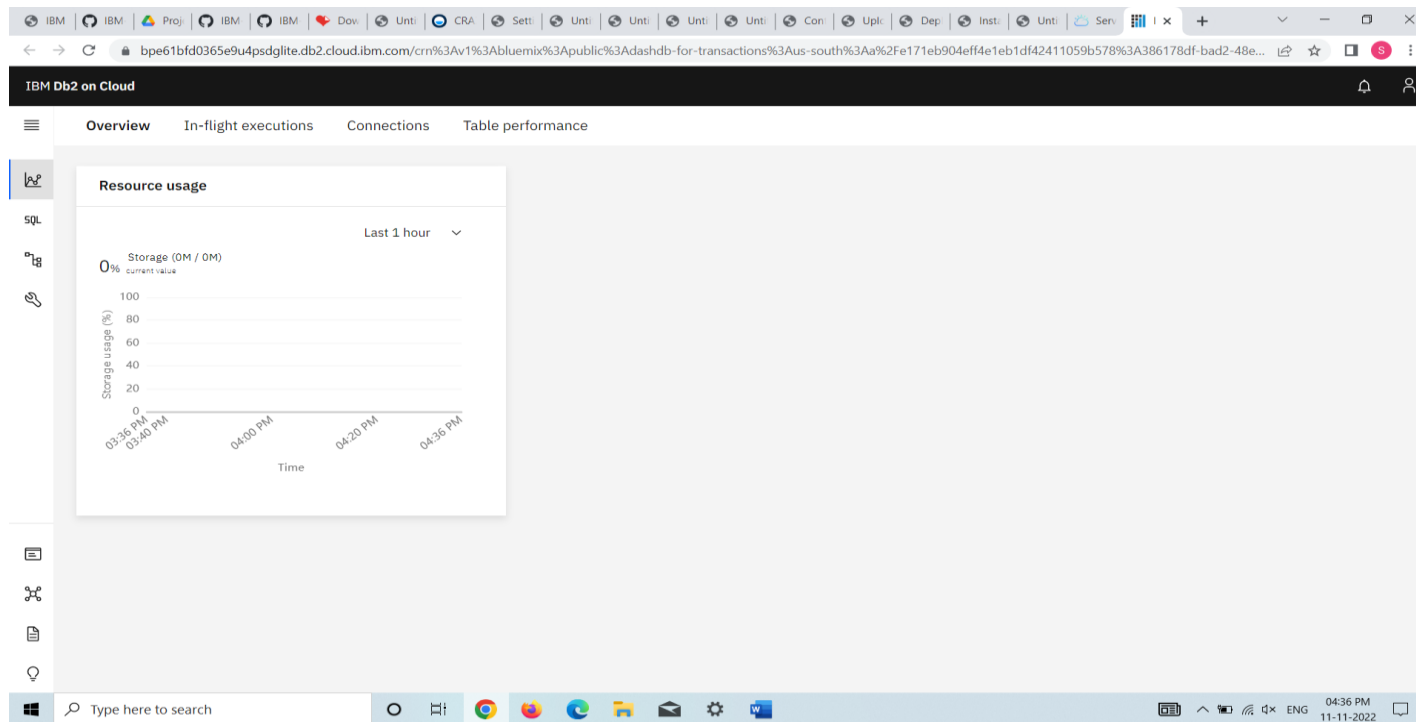 IBM IBM Proj IBM IBM Dow Unti CRA Setti Unti Unti Unti Unti Con Uplo Dep Insta Unti Serv I
bpe61bfd0365e9u4psdglite.db2.cloud.ibm.com/crn%3Av1%3Abluemix%3Apublic%3Adashdb-for-transactions%3Aus-south%3Aa%2Fe171eb904eff4e1eb1df42411059b578%3A386178df-bad2-48e... S
IBM Db2 on Cloud
Overview In-flight executions Connections Table performance
Resource usage
SQL
Last 1 hour
0% Storage (0M / 0M)
current value
100
80
60
40
20
0
Storage usage (%)
03:36 PM 03:40 PM 04:00 PM 04:20 PM 04:36 PM
Time
Type here to search
W
ENG
04:36 PM
11-11-2022